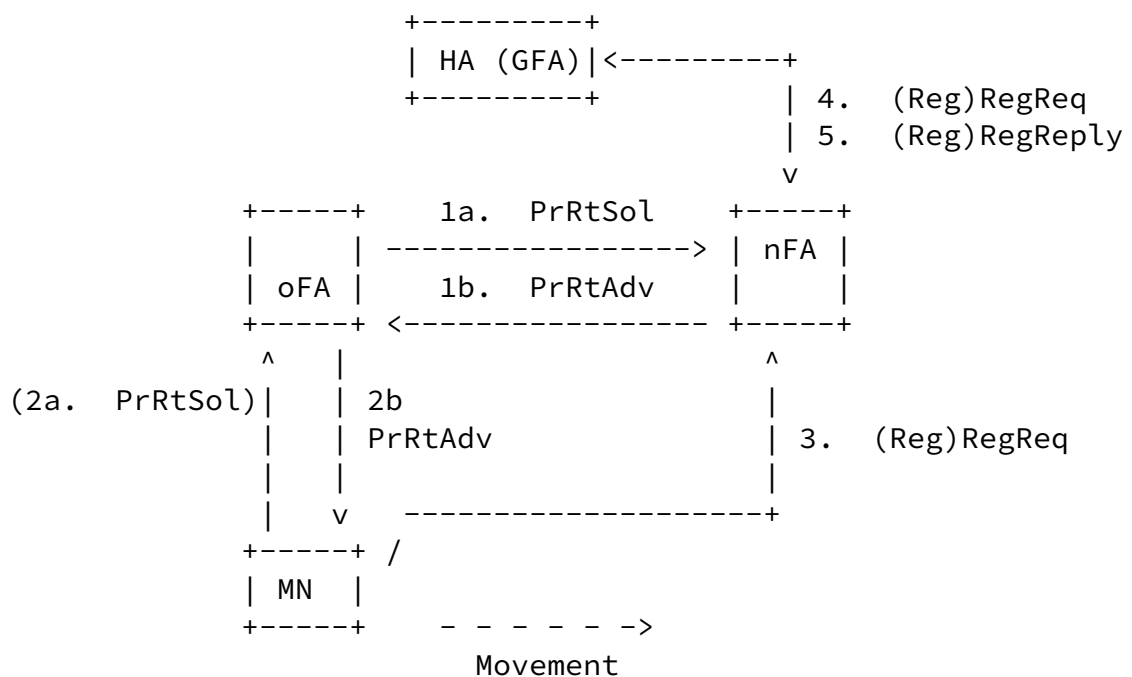 HA (GFA)
4. (Reg)RegReq
5. (Reg)RegReply
1a. PrRtSol
nFA
oFA
1b. PrRtAdv
(2a. PrRtSol)
2b
PrRtAdv
3. (Reg)RegReq
MN
Movement